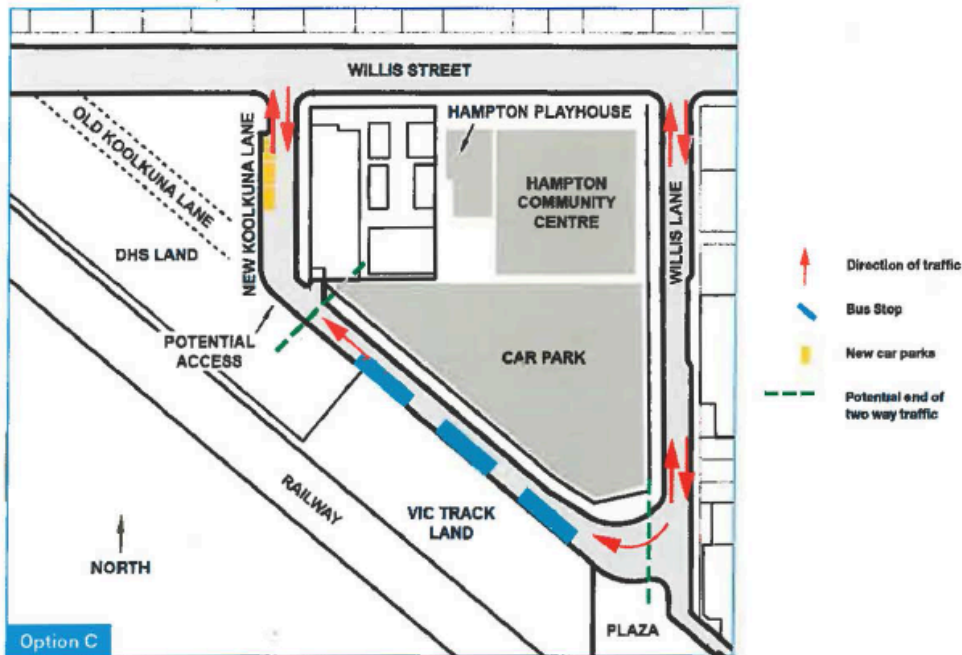 WILLIS STREET
OLD KOOLKUNA LANE
NEW KOOLKUNA LANE
HAMPTON PLAYHOUSE
HAMPTON
COMMUNITY
CENTRE
WILLIS LANE
DHS LAND
POTENTIAL
ACCESS
CAR PARK
RAILWAY
VIC TRACK
LAND
NORTH
PLAZA
Option C
Direction of traffic
Bus Stop
New car parks
Potential end of
two way traffic